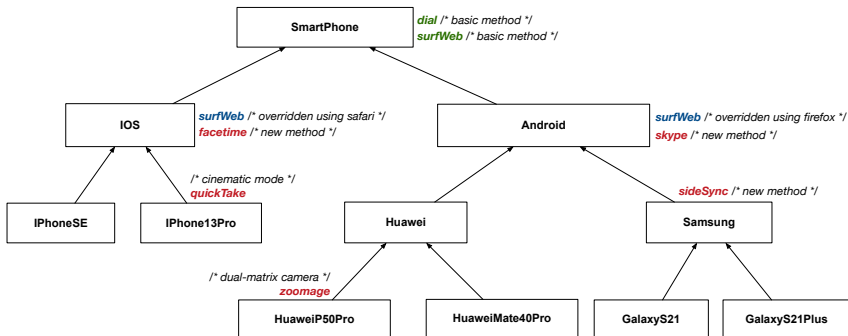 SmartPhone
dial /* basic method */
surfWeb /* basic method */
IOS
surfWeb /* overridden using safari */
facetime /* new method */
Android
surfWeb /* overridden using firefox */
skype /* new method */
/* cinematic mode */
quickTake
sideSync /* new method */
IPhoneSE
IPhone13Pro
Huawei
Samsung
/* dual-matrix camera */
zoomage
HuaweiP50Pro
HuaweiMate40Pro
GalaxyS21
GalaxyS21Plus